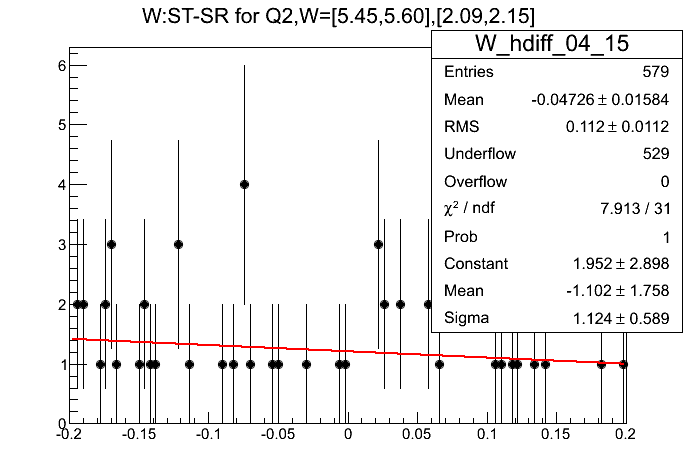 W:ST-SR for Q2,W=[5.45,5.60],[2.09,2.15]
W_hdiff_04_15
Entries 579
Mean -0.04726 ± 0.01584
RMS 0.112 ± 0.0112
Underflow 529
Overflow 0
χ² / ndf 7.913 / 31
Prob 1
Constant 1.952 ± 2.898
Mean -1.102 ± 1.758
Sigma 1.124 ± 0.589
6
5
4
3
2
1
0
-0.2 -0.15 -0.1 -0.05 0 0.05 0.1 0.15 0.2